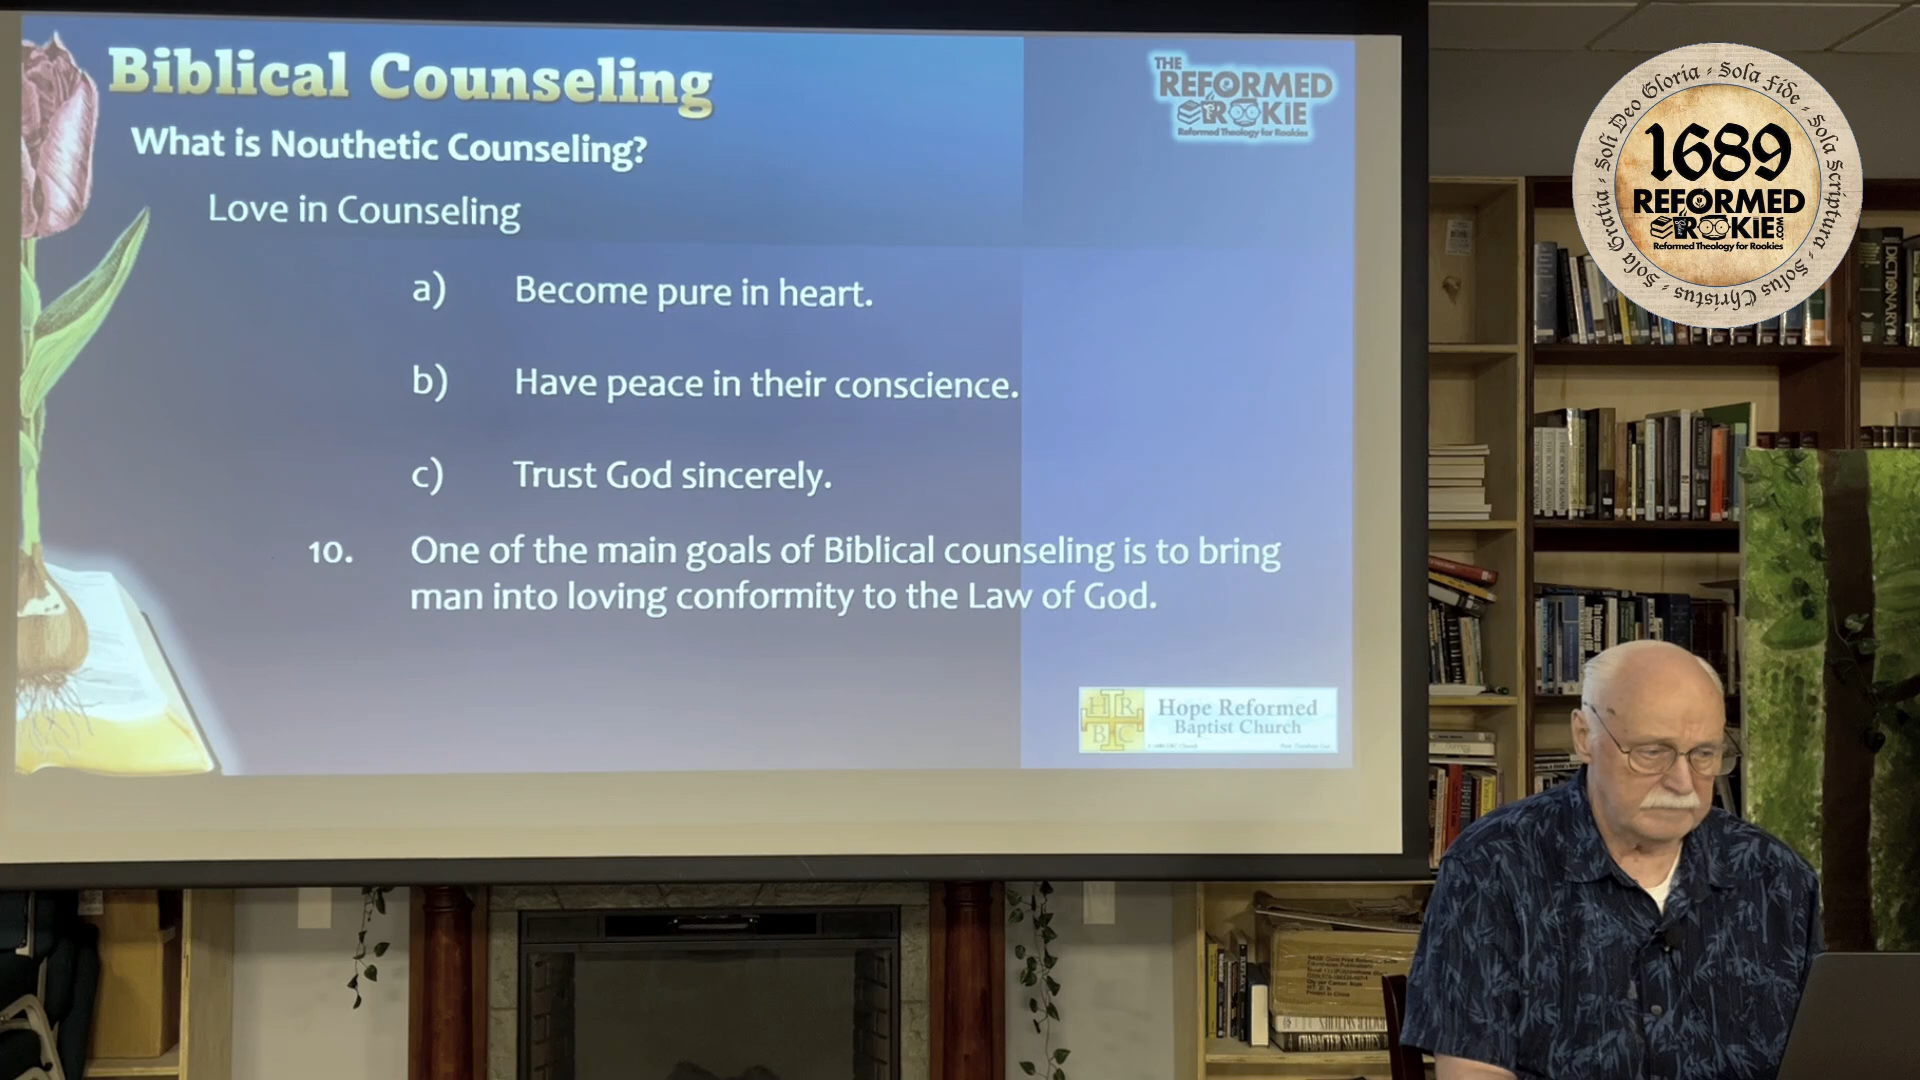 Biblical Counseling
What is Nouthetic Counseling?
Love in Counseling
a) Become pure in heart.
b) Have peace in their conscience.
c) Trust God sincerely.
10. One of the main goals of Biblical counseling is to bring
man into loving conformity to the Law of God.
THE
REFORMED
ROOKIE
Reformed Theology for Rookies
H R
B C
Hope Reformed
Baptist Church
Soli Deo Gloria - Sola Fide - Sola Scriptura - Solus Christus - Sola Gratia -
1689
REFORMED
ROOKIE.COM
Reformed Theology for Rookies
DICTIONARY